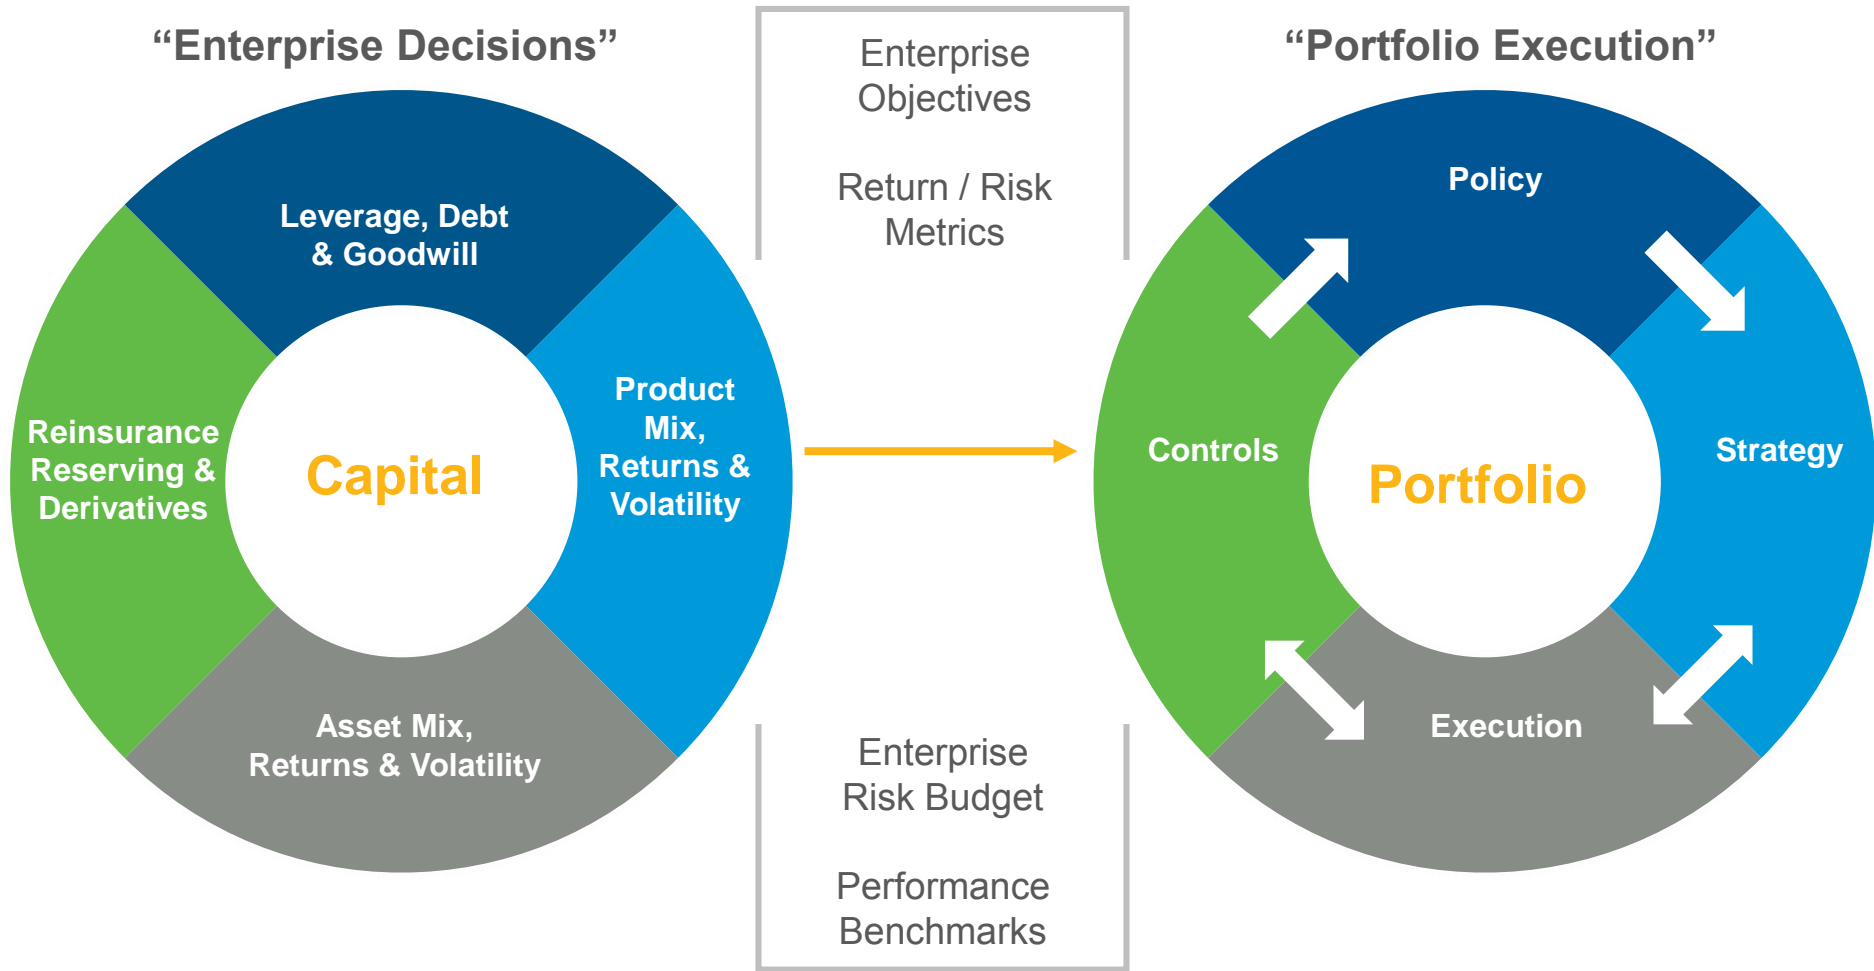 “Enterprise Decisions”
Leverage, Debt
& Goodwill
Reinsurance
Reserving &
Derivatives
Capital
Product
Mix,
Returns &
Volatility
Asset Mix,
Returns & Volatility
Enterprise
Objectives
Return / Risk
Metrics
Enterprise
Risk Budget
Performance
Benchmarks
“Portfolio Execution”
Policy
Controls
Portfolio
Strategy
Execution